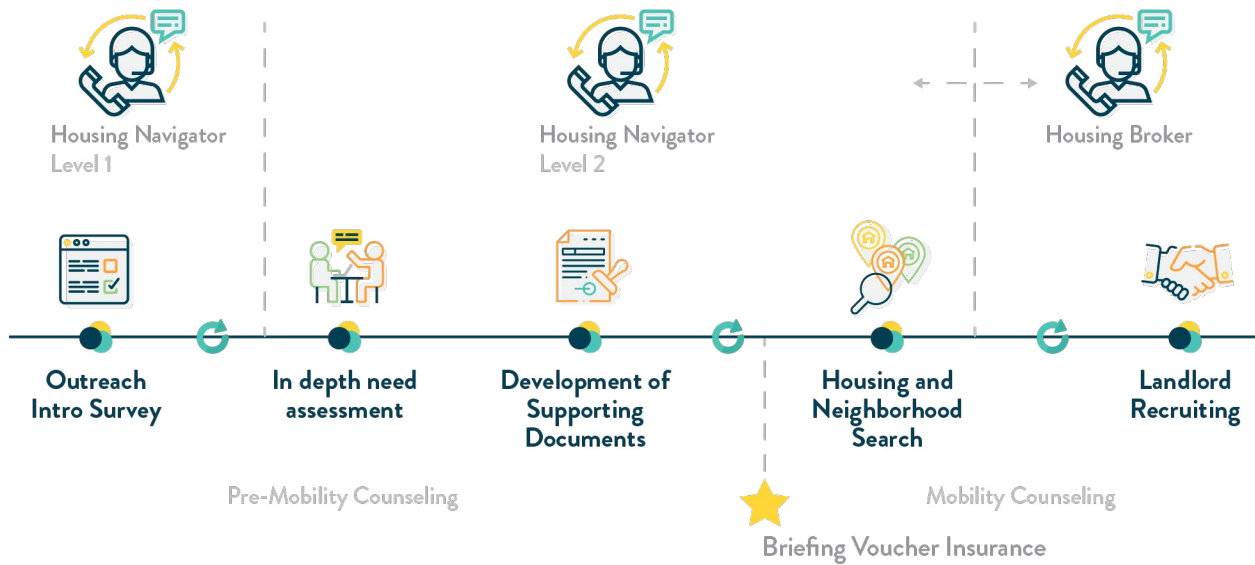 Housing Navigator
Level 1
Housing Navigator
Level 2
Housing Broker
Outreach
Intro Survey
In depth need
assessment
Development of
Supporting
Documents
Housing and
Neighborhood
Search
Landlord
Recruiting
Pre-Mobility Counseling
Mobility Counseling
Briefing Voucher Insurance